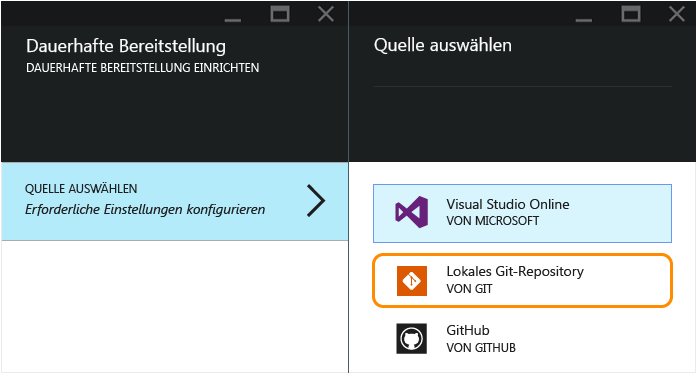 Dauerhafte Bereitstellung
DAUERHAFTE BEREITSTELLUNG EINRICHTEN
QUELLE AUSWÄHLEN
Erforderliche Einstellungen konfigurieren
Quelle auswählen
Visual Studio Online
VON MICROSOFT
Lokales Git-Repository
VON GIT
GitHub
VON GITHUB